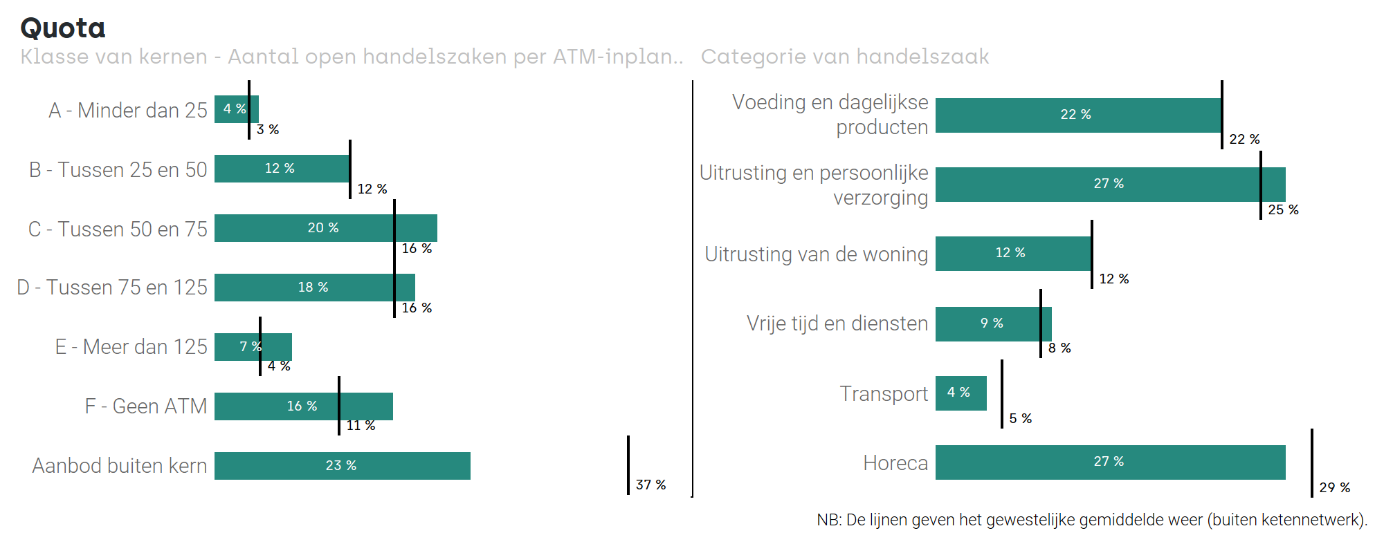 Quota
Klasse van kernen - Aantal open handelszaken per ATM-inplan..
A - Minder dan 25
4 %
3 %
B - Tussen 25 en 50
12 %
12 %
C - Tussen 50 en 75
20 %
16 %
D - Tussen 75 en 125
18 %
16 %
E - Meer dan 125
7 %
4 %
F - Geen ATM
16 %
11 %
Aanbod buiten kern
23 %
37 %
Categorie van handelszaak
Voeding en dagelijkse
producten
22 %
22 %
Uitrusting en persoonlijke
verzorging
27 %
25 %
Uitrusting van de woning
12 %
12 %
Vrije tijd en diensten
9 %
8 %
Transport
4 %
5 %
Horeca
27 %
29 %
NB: De lijnen geven het gewestelijke gemiddelde weer (buiten ketennetwerk).